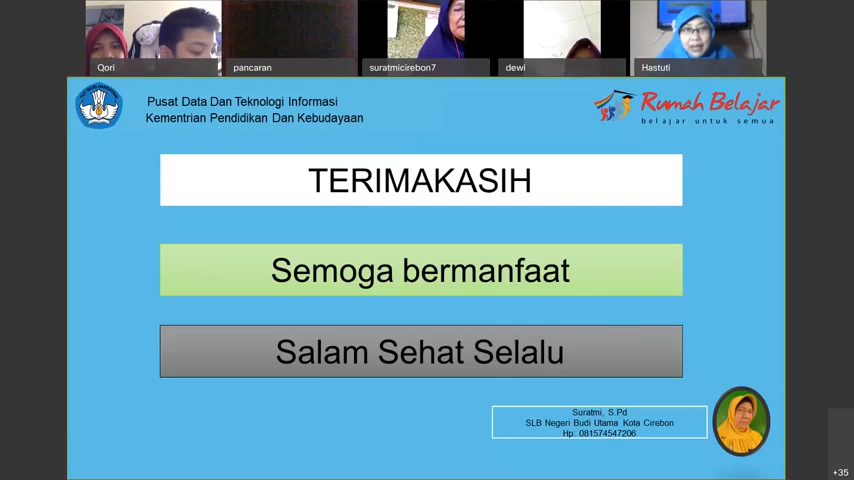 Qori
pancaran
suratmicirebon7
dewi
Hastuti
Pusat Data Dan Teknologi Informasi
Kementrian Pendidikan Dan Kebudayaan
Rumah Belajar
belajar untuk semua
TERIMAKASIH
Semoga bermanfaat
Salam Sehat Selalu
Suratmi, S.Pd
SLB Negeri Budi Utama Kota Cirebon
Hp. 081574547206
+35